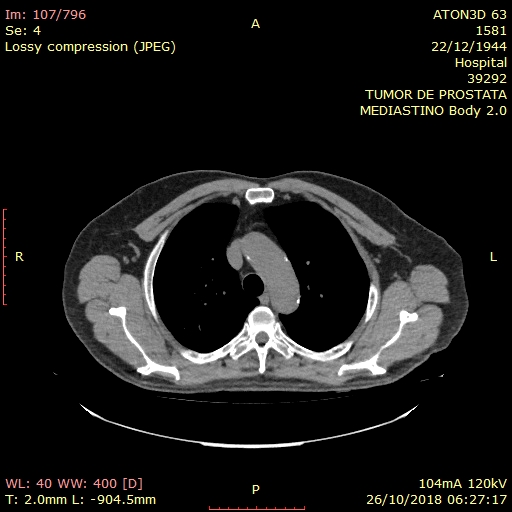 Im: 107/796
Se: 4
Lossy compression (JPEG)
A
ATON3D 63
1581
22/12/1944
Hospital
39292
TUMOR DE PROSTATA
MEDIASTINO Body 2.0
R
L
WL: 40 WW: 400 [D]
T: 2.0mm L: -904.5mm
P
104mA 120kV
26/10/2018 06:27:17